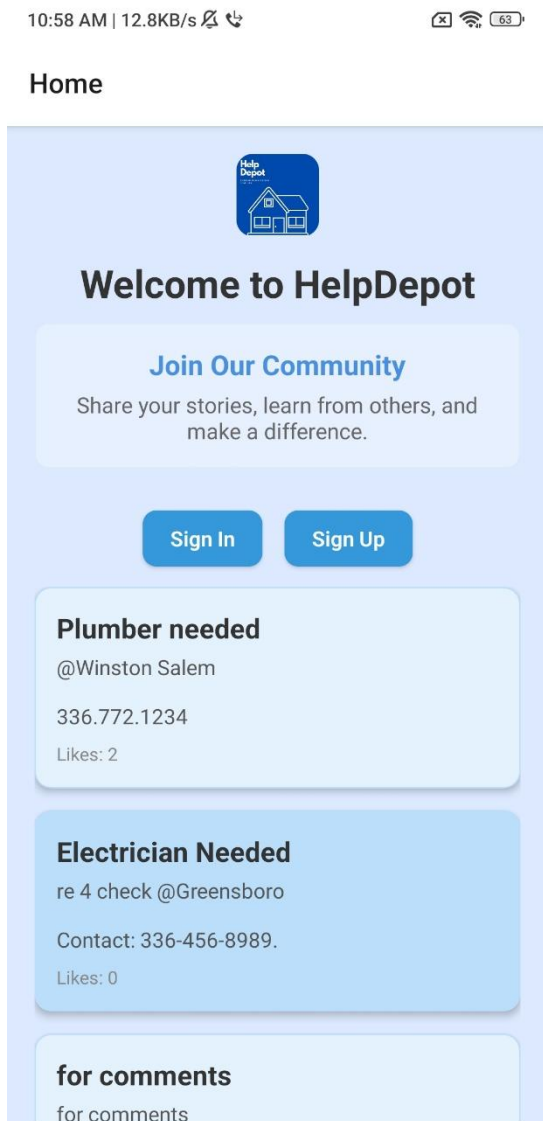 10:58 AM | 12.8KB/s
63
Home
Help
Depot
Welcome to HelpDepot
Join Our Community
Share your stories, learn from others, and
make a difference.
Sign In Sign Up
Plumber needed
@Winston Salem
336.772.1234
Likes: 2
Electrician Needed
re 4 check @Greensboro
Contact: 336-456-8989.
Likes: 0
for comments
for comments